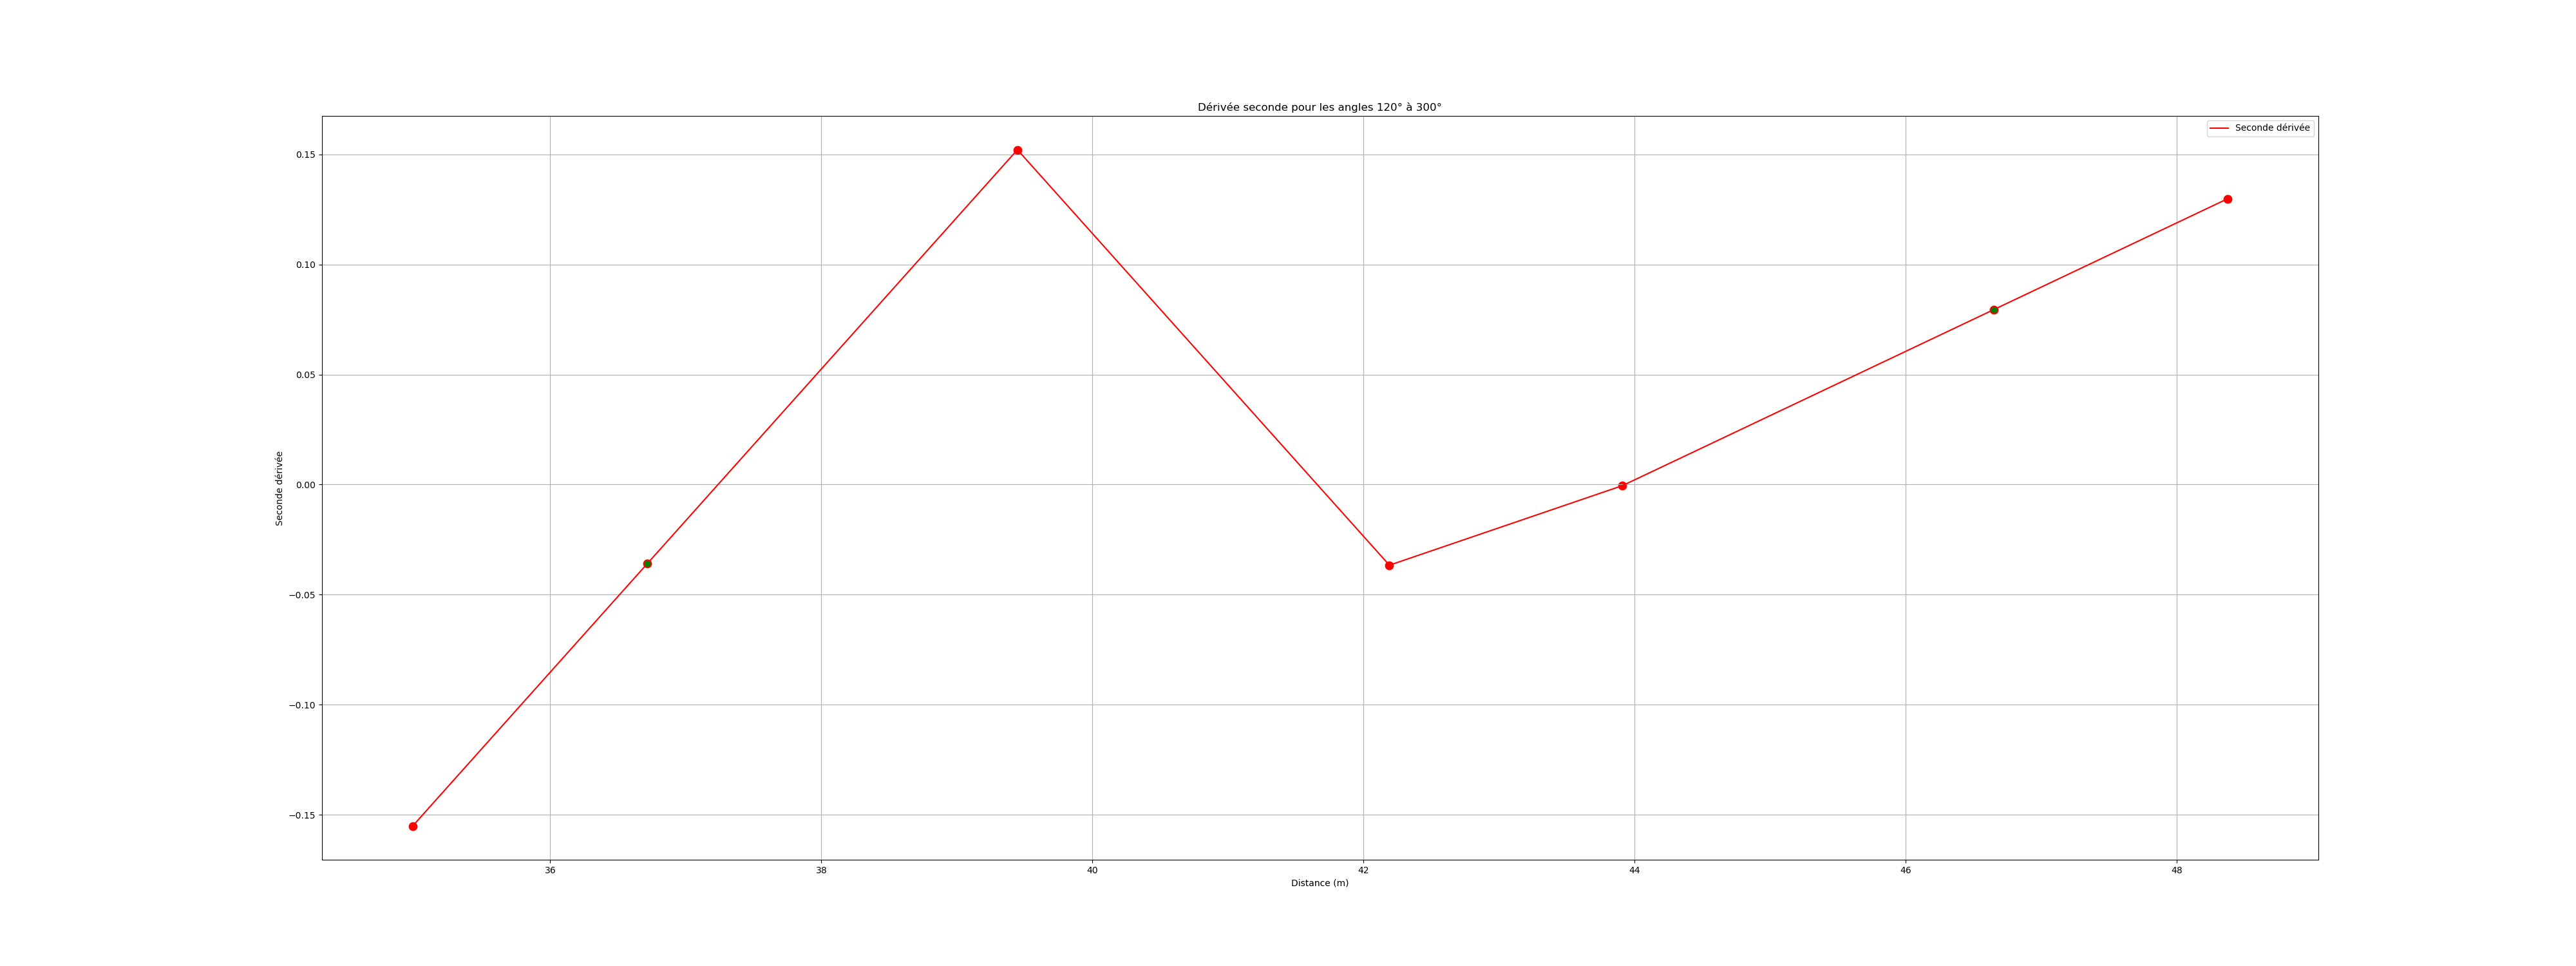 Dérivée seconde pour les angles 120° à 300°
Seconde dérivée
0.15
0.10
0.05
0.00
−0.05
−0.10
−0.15
Seconde dérivée
36 38 40 42 44 46 48
Distance (m)